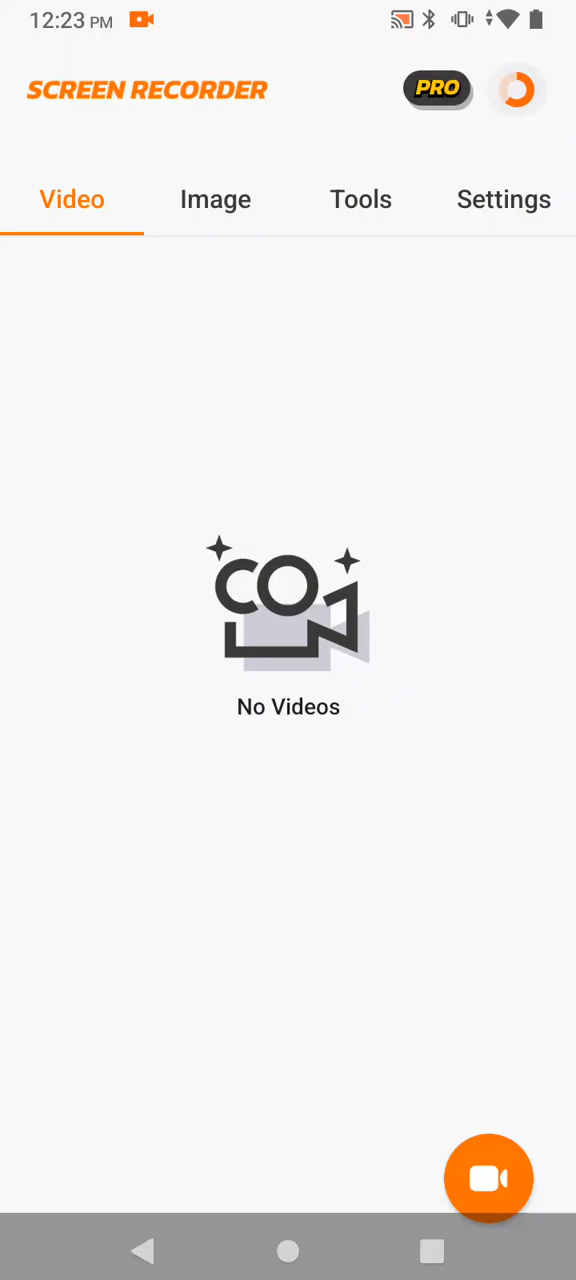 12:23 PM
SCREEN RECORDER
PRO
Video
Image
Tools
Settings
No Videos